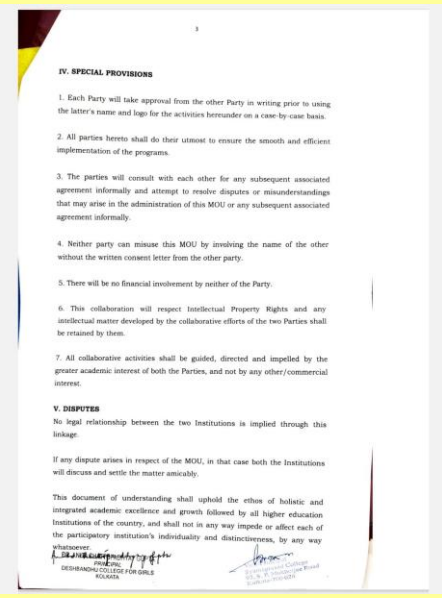 3
IV. SPECIAL PROVISIONS
1. Each Party will take approval from the other Party in writing prior to using
the latter's name and logo for the activities hereunder on a case-by-case basis.
2. All parties hereto shall do their utmost to ensure the smooth and efficient
implementation of the programs.
3. The parties will consult with each other for any subsequent associated
agreement informally and attempt to resolve disputes or misunderstandings
that may arise in the administration of this MOU or any subsequent associated
agreement informally.
4. Neither party can misuse this MOU by involving the name of the other
without the written consent letter from the other party.
5. There will be no financial involvement by neither of the Party.
6. This collaboration will respect Intellectual Property Rights and any
intellectual matter developed by the collaborative efforts of the two Parties shall
be retained by them.
7. All collaborative activities shall be guided, directed and impelled by the
greater academic interest of both the Parties, and not by any other/commercial
interest.
V. DISPUTES
No legal relationship between the two Institutions is implied through this
linkage.
If any dispute arises in respect of the MOU, in that case both the Institutions
will discuss and settle the matter amicably.
This document of understanding shall uphold the ethos of holistic and
integrated academic excellence and growth followed by all higher education
Institutions of the country, and shall not in any way impede or affect each of
the participatory institution's individuality and distinctiveness, by any way
whatsoever.
PRINCIPAL
DESHBANDHU COLLEGE FOR GIRLS
KOLKATA
College
Road